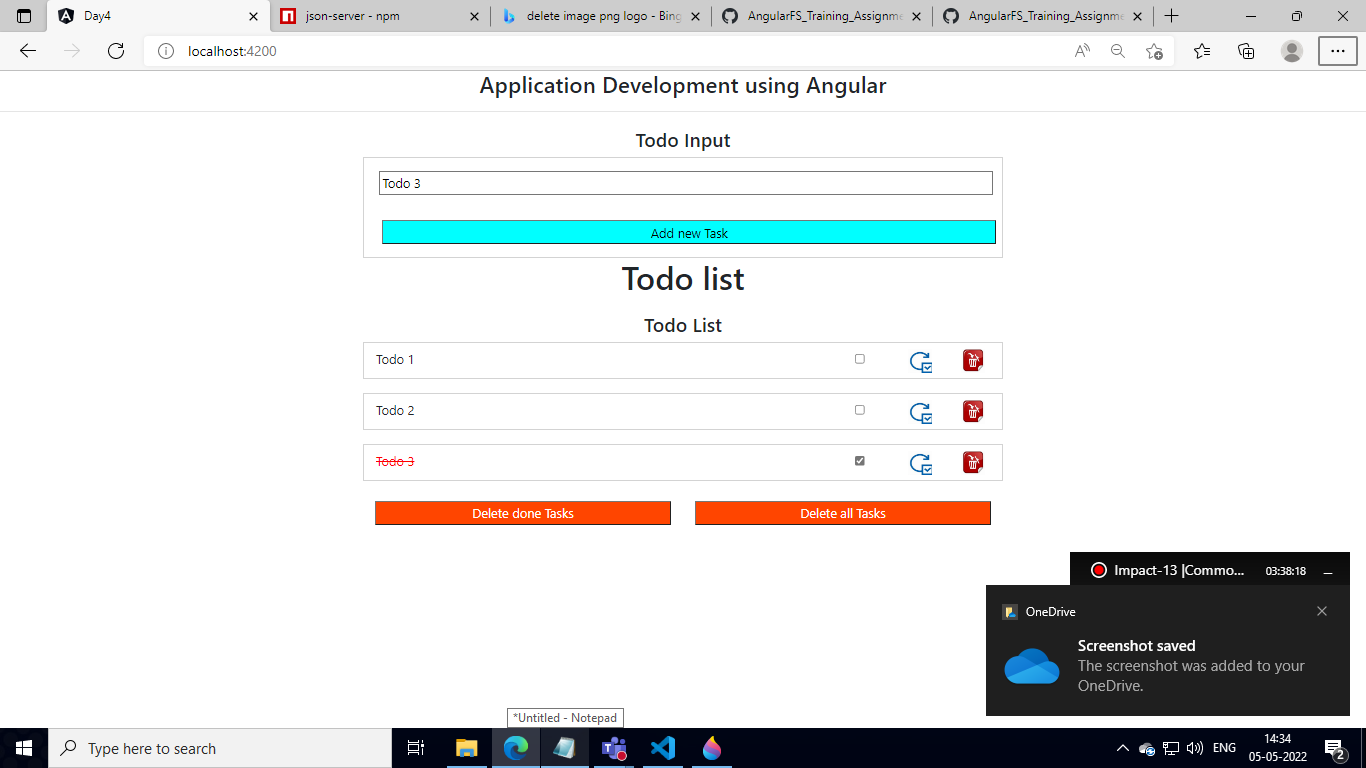 Day4
json-server - npm
delete image png logo - Bing
AngularFS_Training_Assignme
AngularFS_Training_Assignme
localhost:4200
Application Development using Angular
Todo Input
Todo 3
Add new Task
Todo list
Todo List
Todo 1
Todo 2
Todo 3
Delete done Tasks
Delete all Tasks
Impact-13 |Commo... 03:38:18
OneDrive
Screenshot saved
The screenshot was added to your
OneDrive.
*Untitled - Notepad
Type here to search
ENG
14:34
05-05-2022
2